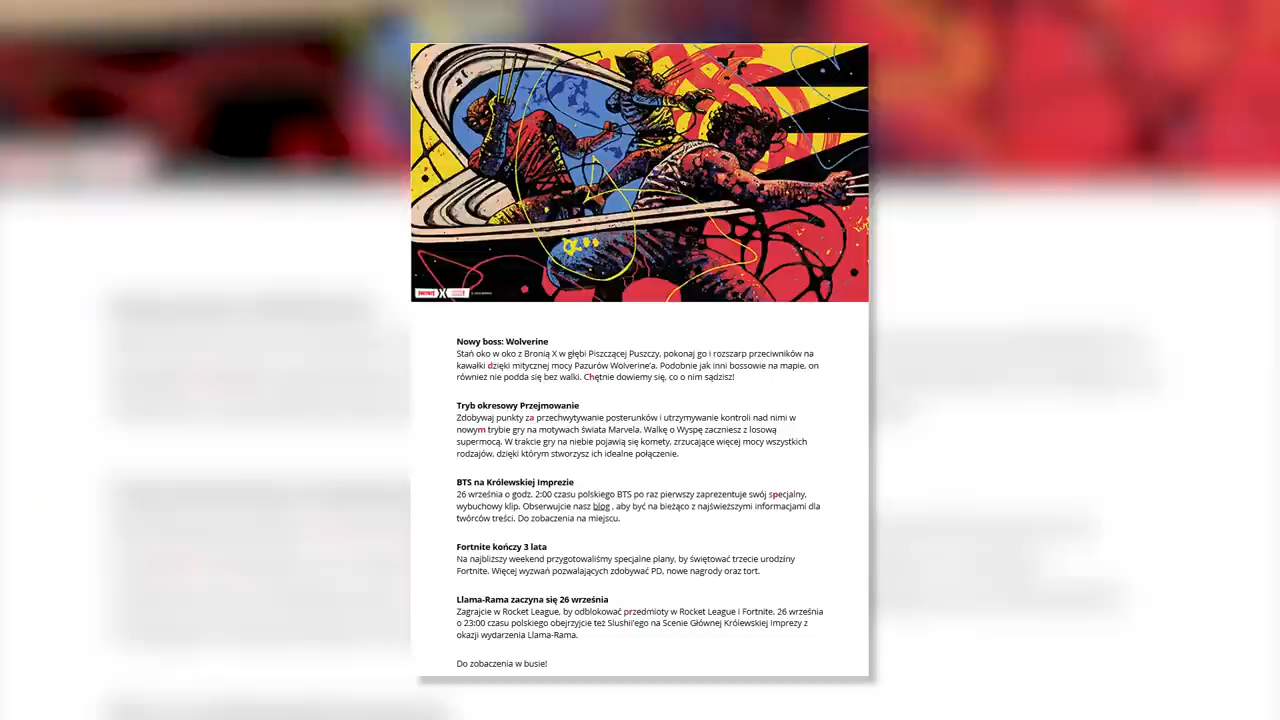 FORTNITE X MARVEL
Nowy boss: Wolverine
Stań oko w oko z Bronią X w głębi Piszczącej Puszczy, pokonaj go i rozszarp przeciwników na
kawałki dzięki mitycznej mocy Pazurów Wolverine'a. Podobnie jak inni bossowie na mapie, on
również nie podda się bez walki. Chętnie dowiemy się, co o nim sądzisz!
Tryb okresowy Przejmowanie
Zdobywaj punkty za przechwytywanie posterunków i utrzymywanie kontroli nad nimi w
nowym trybie gry na motywach świata Marvela. Walkę o Wyspę zaczniesz z losową
supermocą. W trakcie gry na niebie pojawią się komety, zrzucające więcej mocy wszystkich
rodzajów, dzięki którym stworzysz ich idealne połączenie.
BTS na Królewskiej Imprezie
26 września o godz. 2:00 czasu polskiego BTS po raz pierwszy zaprezentuje swój specjalny,
wybuchowy klip. Obserwujcie nasz blog , aby być na bieżąco z najświeższymi informacjami dla
twórców treści. Do zobaczenia na miejscu.
Fortnite kończy 3 lata
Na najbliższy weekend przygotowaliśmy specjalne plany, by świętować trzecie urodziny
Fortnite. Więcej wyzwań pozwalających zdobywać PD, nowe nagrody oraz tort.
Llama-Rama zaczyna się 26 września
Zagrajcie w Rocket League, by odblokować przedmioty w Rocket League i Fortnite, 26 września
o 23:00 czasu polskiego obejrzyjcie też Slushii'ego na Scenie Głównej Królewskiej Imprezy z
okazji wydarzenia Llama-Rama.
Do zobaczenia w busie!